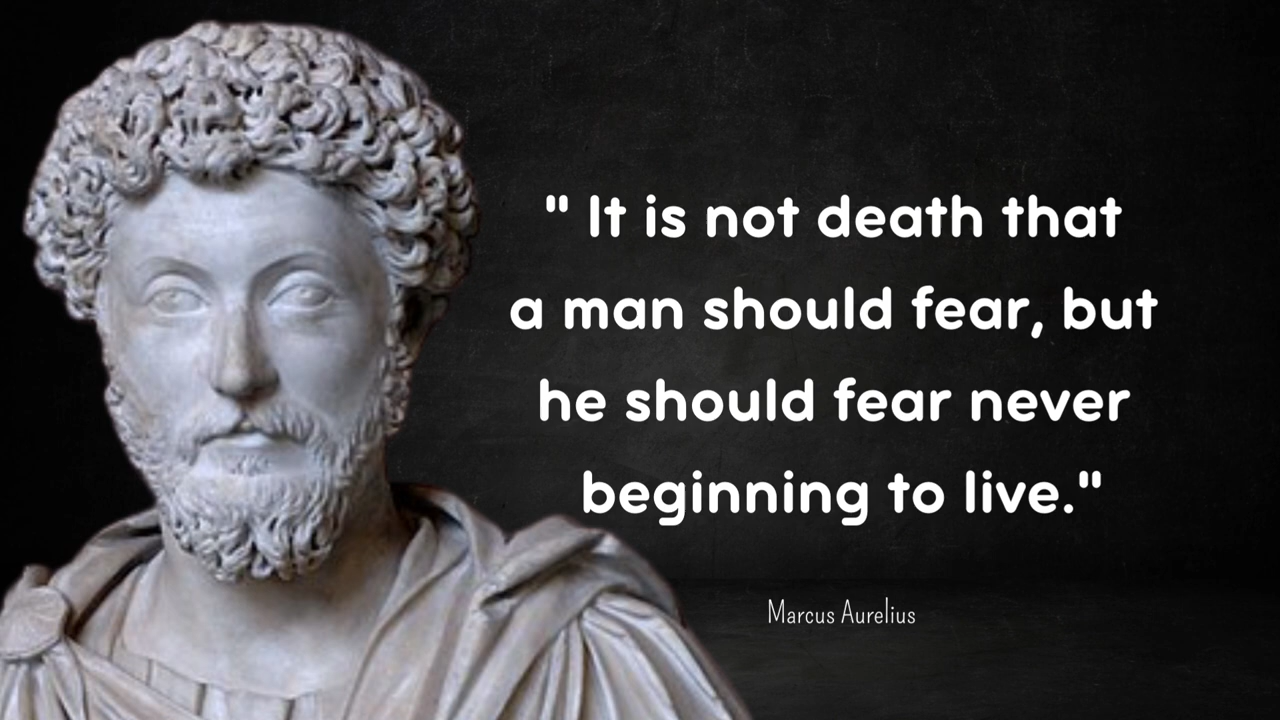 " It is not death that
a man should fear, but
he should fear never
beginning to live."
Marcus Aurelius